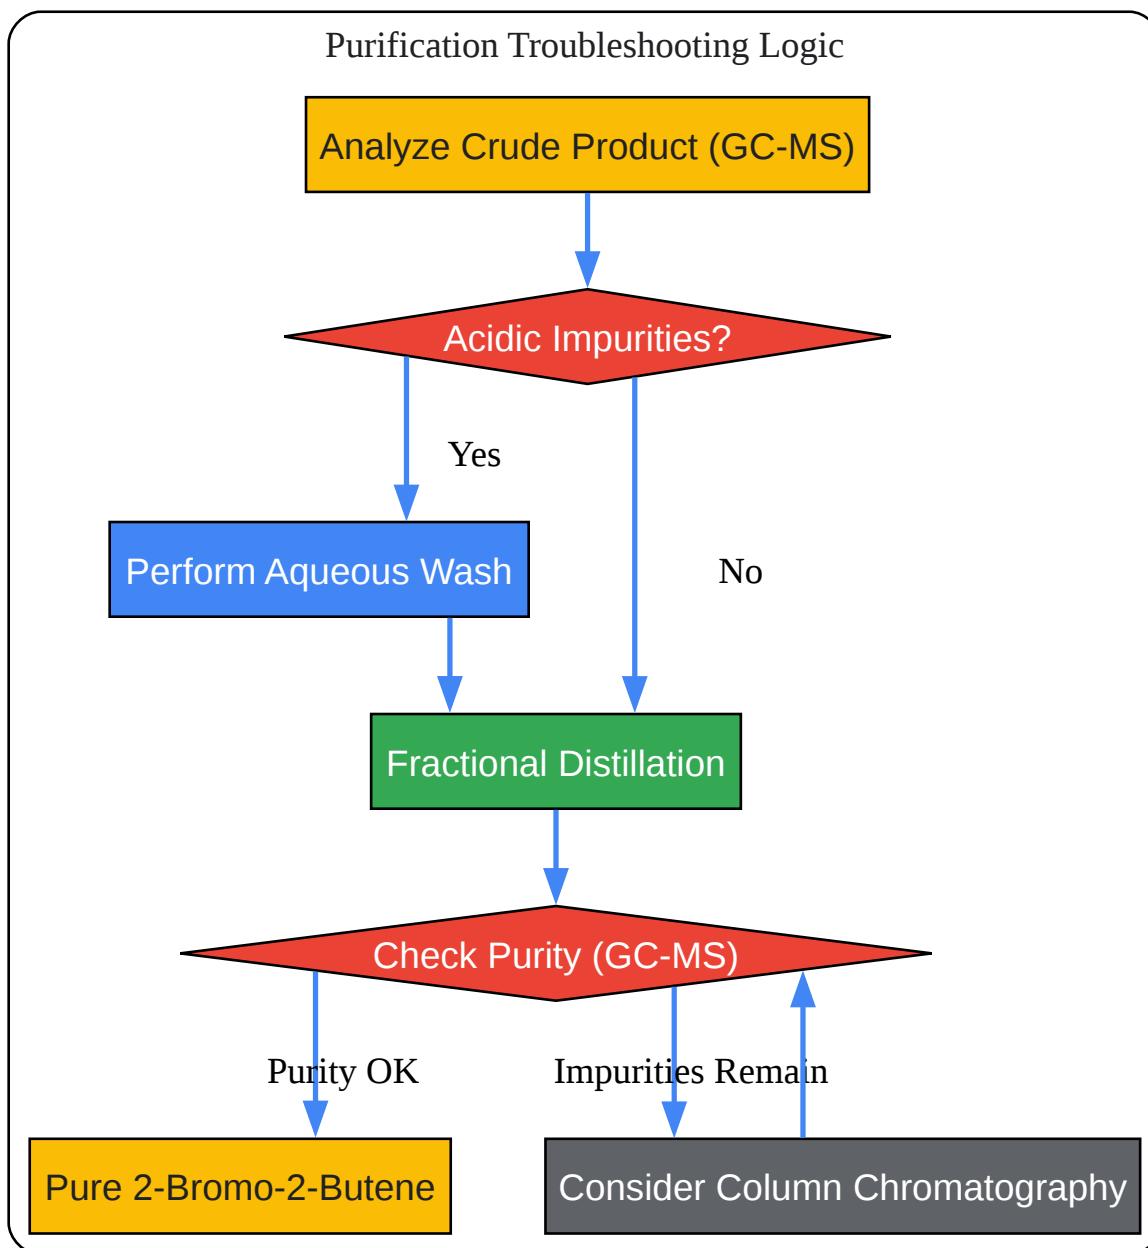 Purification Troubleshooting Logic
Analyze Crude Product (GC-MS)
Acidic Impurities?
Yes
Perform Aqueous Wash
No
Fractional Distillation
Check Purity (GC-MS)
Purity OK
Impurities Remain
Pure 2-Bromo-2-Butene
Consider Column Chromatography